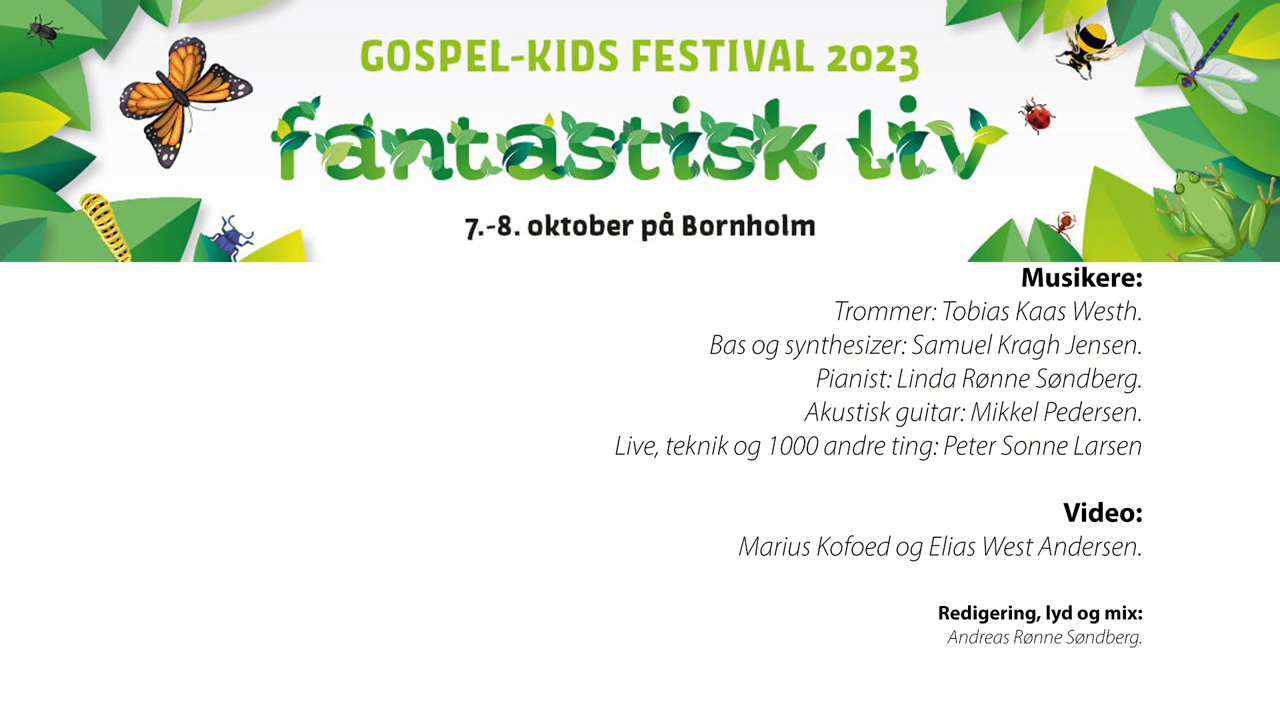 GOSPEL-KIDS FESTIVAL 2023
fantastisk liv
7.-8. oktober på Bornholm
Musikere:
Trommer: Tobias Kaas Westh.
Bas og synthesizer: Samuel Kragh Jensen.
Pianist: Linda Rønne Søndberg.
Akustisk guitar: Mikkel Pedersen.
Live, teknik og 1000 andre ting: Peter Sonne Larsen
Video:
Marius Kofoed og Elias West Andersen.
Redigering, lyd og mix:
Andreas Rønne Søndberg.